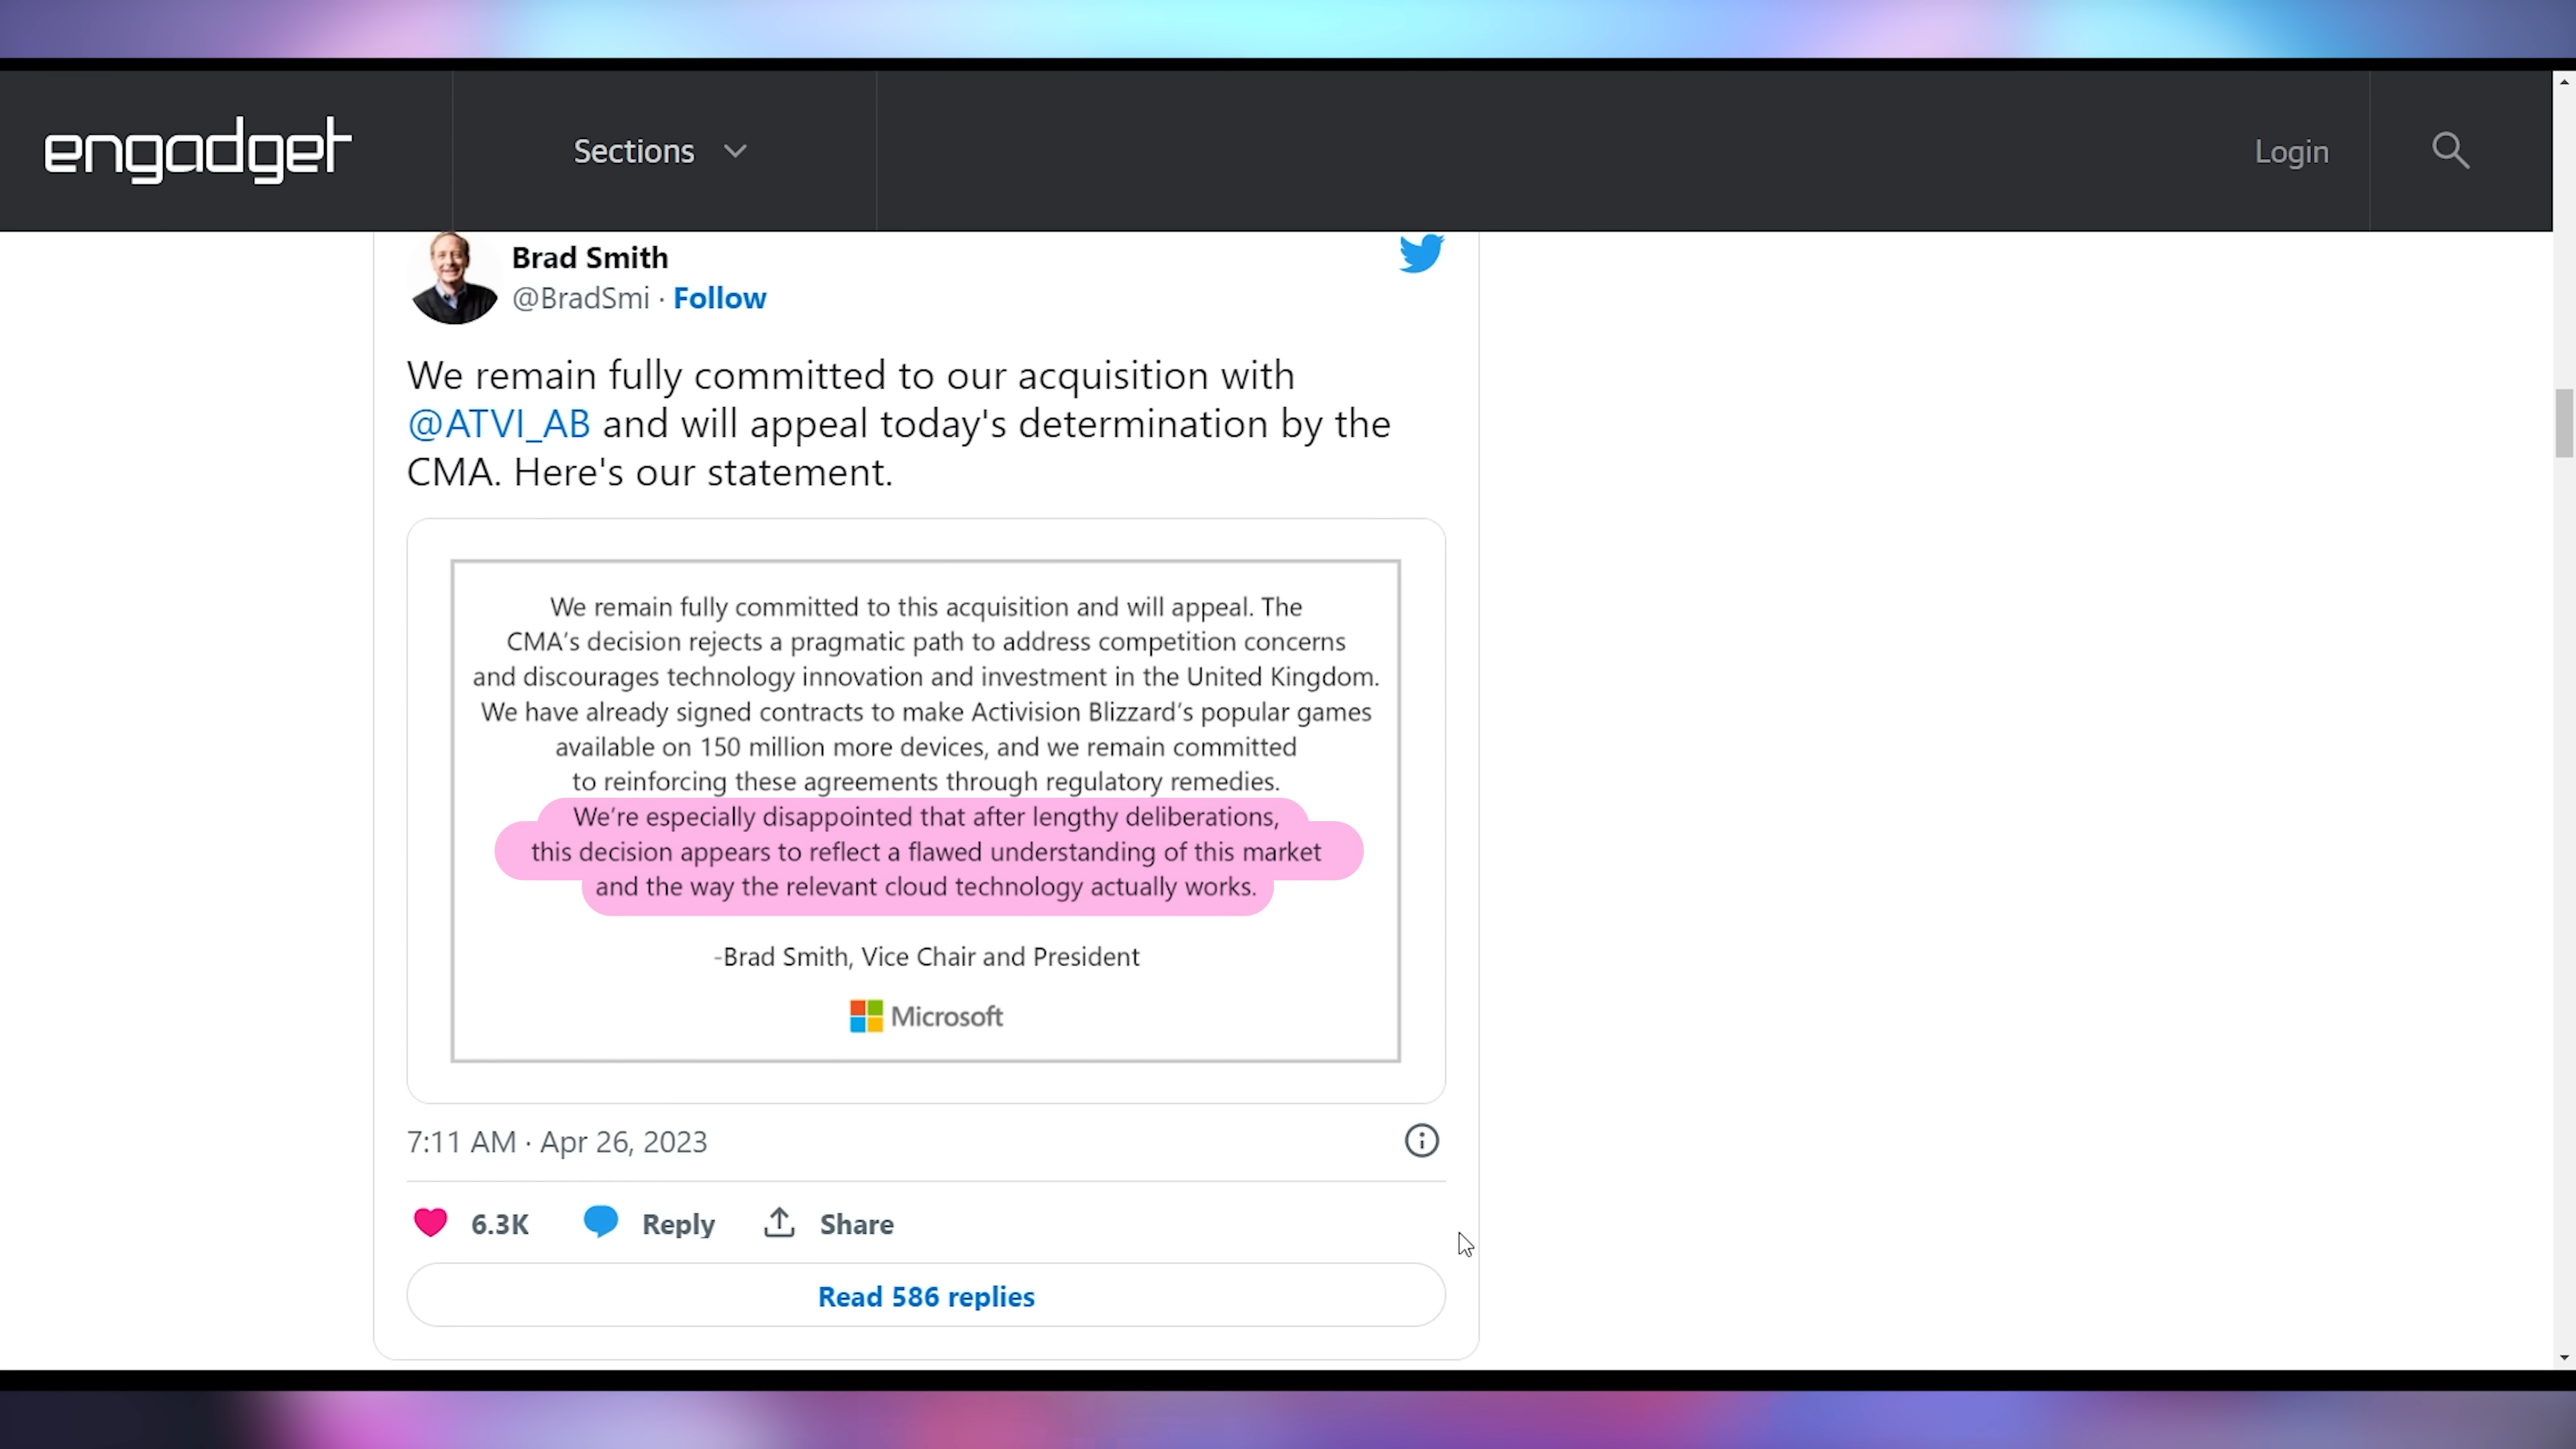 engadget
Sections
Login
Brad Smith
@BradSmi · Follow
We remain fully committed to our acquisition with
@ATVI_AB and will appeal today's determination by the
CMA. Here's our statement.
We remain fully committed to this acquisition and will appeal. The
CMA’s decision rejects a pragmatic path to address competition concerns
and discourages technology innovation and investment in the United Kingdom.
We have already signed contracts to make Activision Blizzard’s popular games
available on 150 million more devices, and we remain committed
to reinforcing these agreements through regulatory remedies.
We’re especially disappointed that after lengthy deliberations,
this decision appears to reflect a flawed understanding of this market
and the way the relevant cloud technology actually works.
-Brad Smith, Vice Chair and President
Microsoft
7:11 AM · Apr 26, 2023
6.3K Reply Share
Read 586 replies